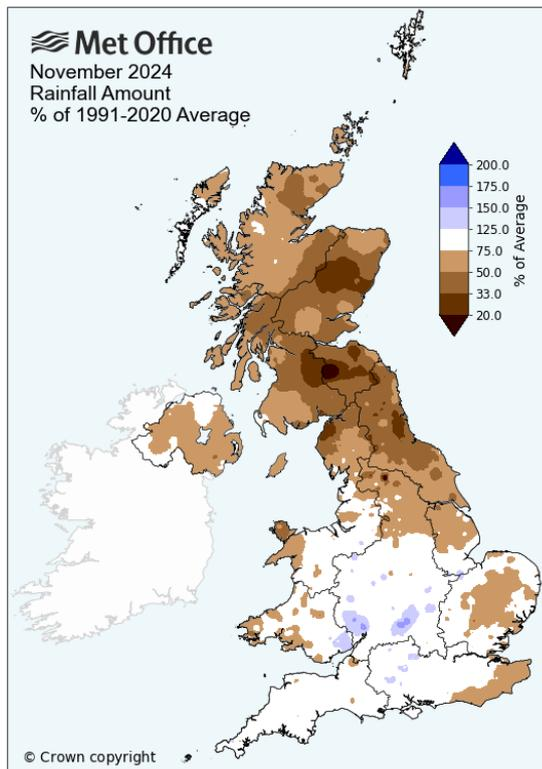 Met Office
November 2024
Rainfall Amount
% of 1991-2020 Average
200.0
175.0
150.0
125.0
75.0
50.0
33.0
20.0
% of Average
© Crown copyright